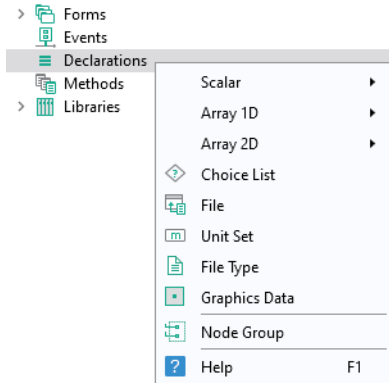 Forms
Events
Declarations
Methods
Libraries
Scalar
Array 1D
Array 2D
Choice List
File
m Unit Set
File Type
Graphics Data
Node Group
? Help F1